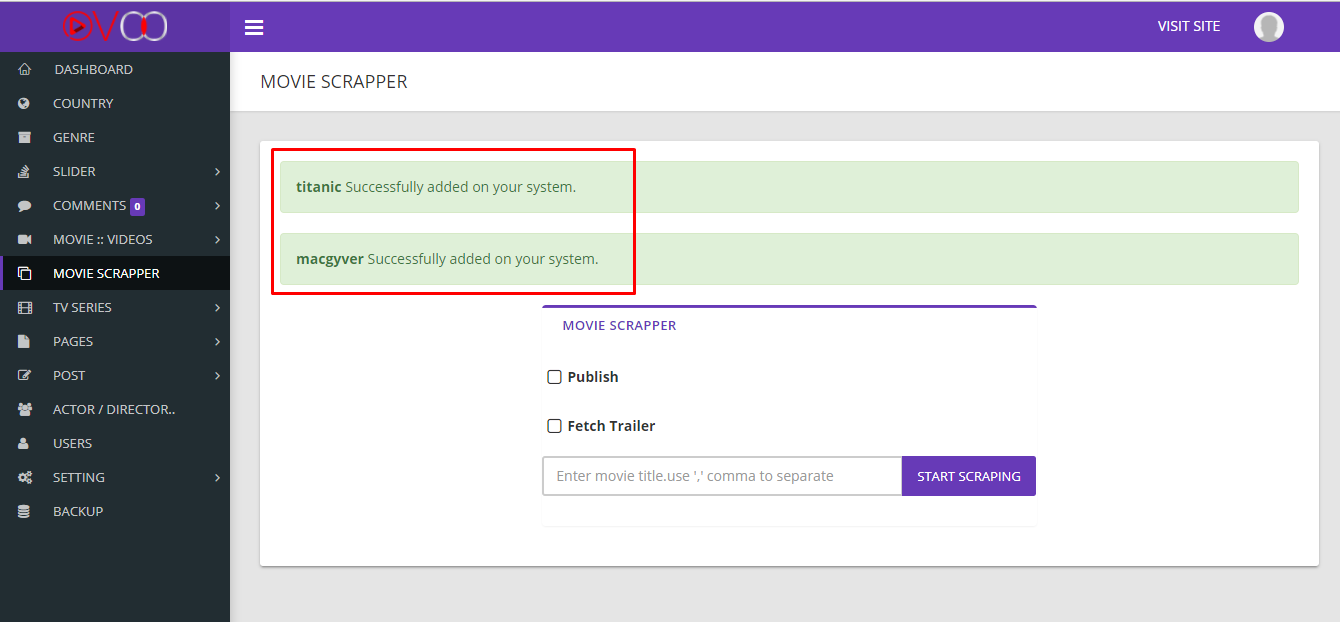 OVOO
VISIT SITE
DASHBOARD
COUNTRY
GENRE
SLIDER
COMMENTS 0
MOVIE :: VIDEOS
MOVIE SCRAPPER
TV SERIES
PAGES
POST
ACTOR / DIRECTOR..
USERS
SETTING
BACKUP
MOVIE SCRAPPER
titanic Successfully added on your system.
macgyver Successfully added on your system.
MOVIE SCRAPPER
Publish
Fetch Trailer
Enter movie title.use ',' comma to separate
START SCRAPING